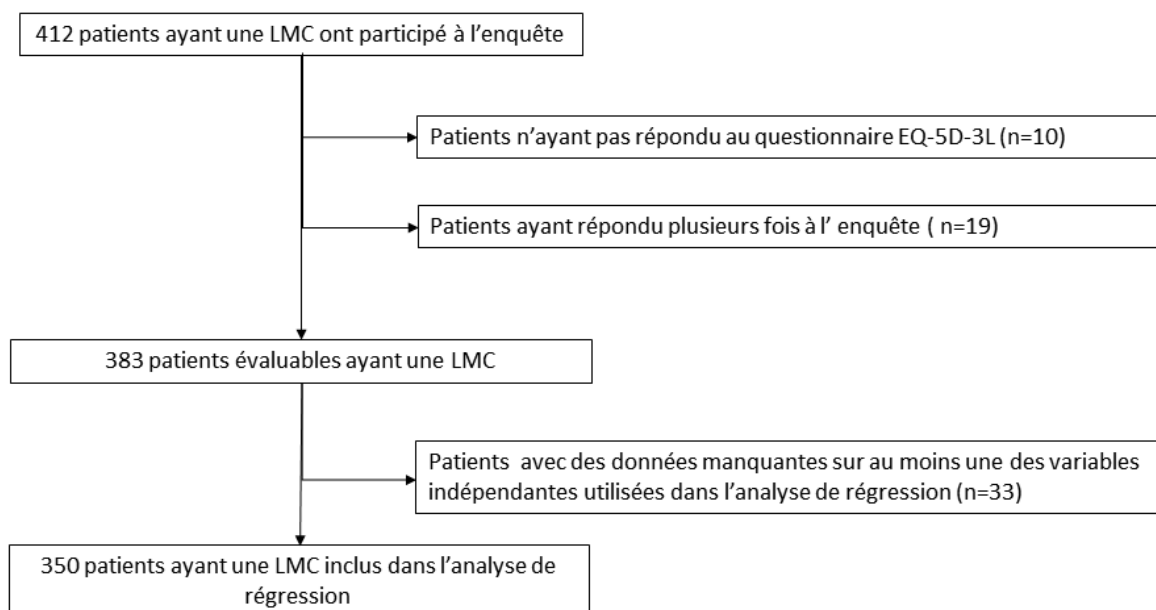 412 patients ayant une LMC ont participé à l’enquête
Patients n’ayant pas répondu au questionnaire EQ-5D-3L (n=10)
Patients ayant répondu plusieurs fois à l’ enquête ( n=19)
383 patients évaluables ayant une LMC
Patients avec des données manquantes sur au moins une des variables
indépendantes utilisées dans l’analyse de régression (n=33)
350 patients ayant une LMC inclus dans l’analyse de
régression